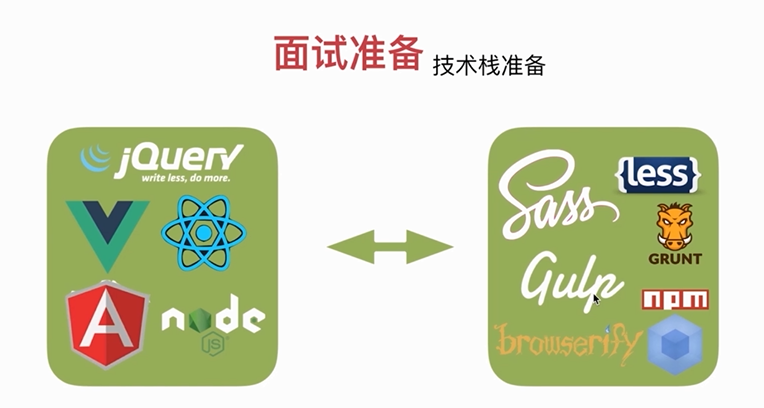 面试准备 技术栈准备
jQuery
write less, do more.
A
node
JS
Sass
{less}
GRUNT
Gulp
npm
browserify